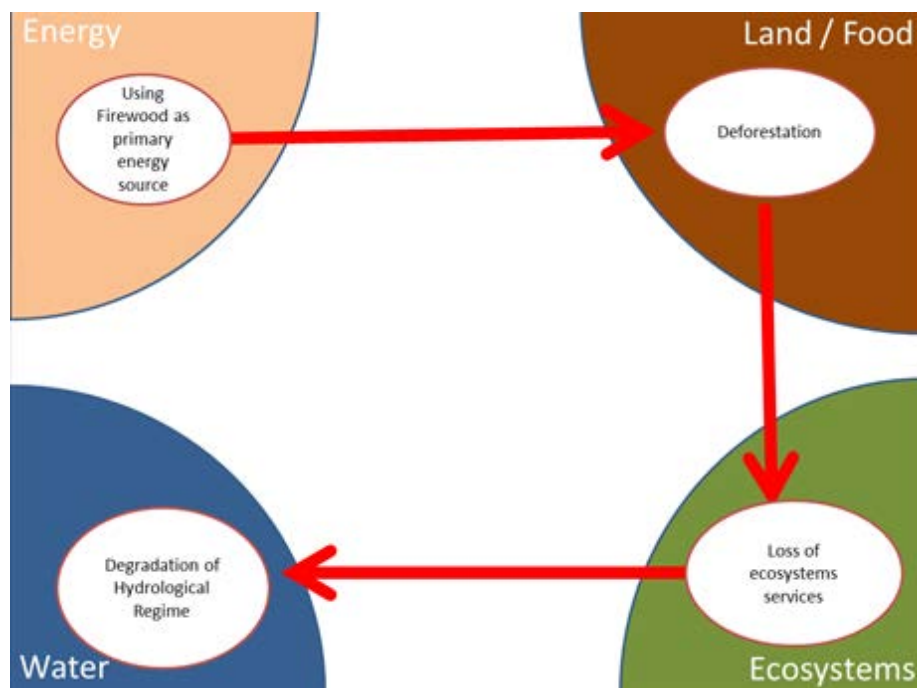 Energy
Land / Food
Using
Firewood as
primary
energy
source
Deforestation
Degradation of
Hydrological
Regime
Loss of
ecosystems
services
Water
Ecosystems